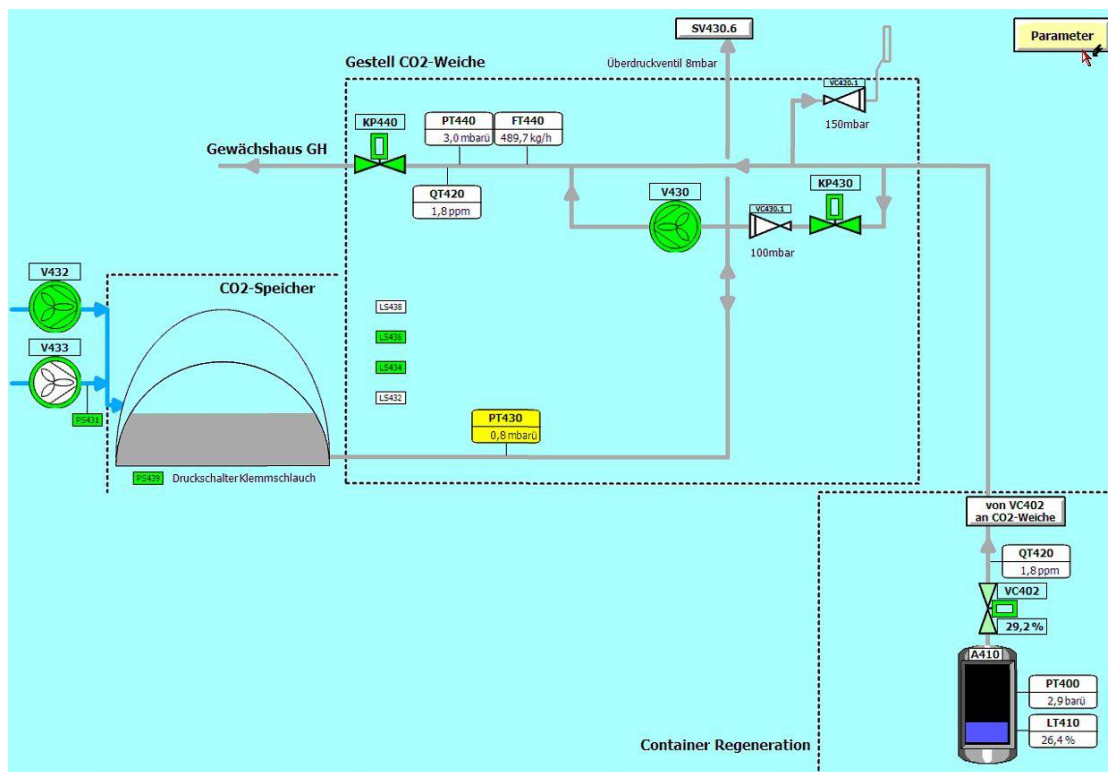 SV430.6
Parameter
Gestell CO2-Weiche
Überdruckventil 8mbar
VC420.1
150mbar
KP440
PT440
3,0 mbarü
FT440
489,7 kg/h
Gewächshaus GH
QT420
1,8 ppm
V430
VC430.1
100mbar
KP430
V432
CO2-Speicher
V433
PS431
LS438
LS436
LS434
LS432
PT430
0,8 mbarü
PS439
Druckschalter Klemmschlauch
von VC402
an CO2-Weiche
QT420
1,8 ppm
VC402
29,2 %
A410
PT400
2,9 barü
LT410
26,4 %
Container Regeneration